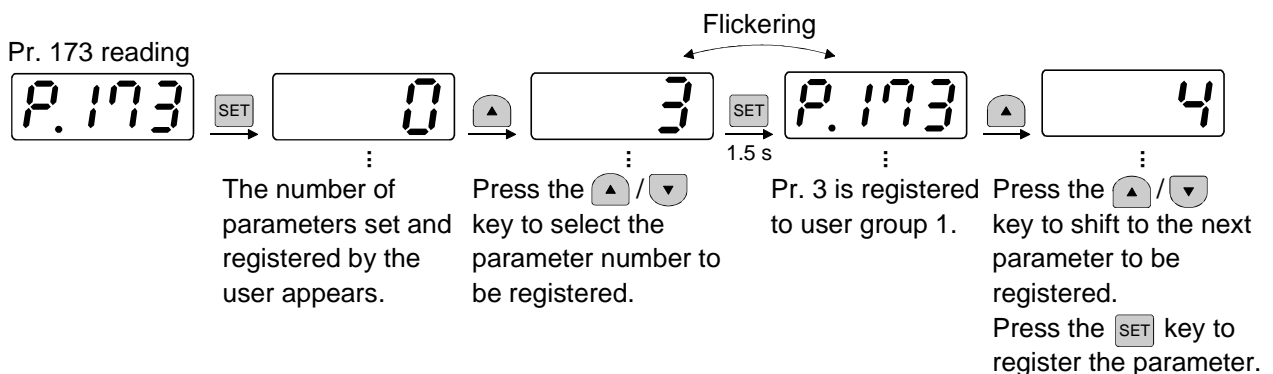 Flickering
Pr. 173 reading
P.173
SET
0
3
SET
1.5 s
P.173
4
The number of
parameters set and
registered by the
user appears.
Press the ▲ / ▼
key to select the
parameter number to
be registered.
Pr. 3 is registered
to user group 1.
Press the ▲ / ▼
key to shift to the next
parameter to be
registered.
Press the SET key to
register the parameter.